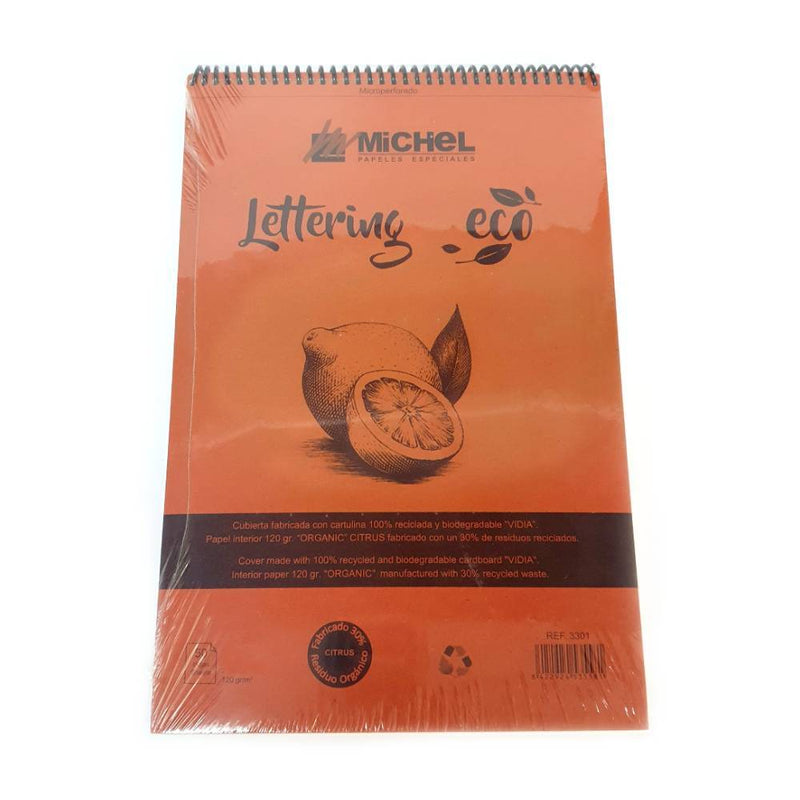 Microperforado
MiCHeL
PAPELES ESPECIALES
Lettering eco
Cubierta fabricada con cartulina 100% reciclada y biodegradable "VIDIA".
Papel interior 120 gr. "ORGANIC" CITRUS fabricado con un 30% de residuos reciclados.
Cover made with 100% recycled and biodegradable cardboard "VIDIA".
Interior paper 120 gr. "ORGANIC" manufactured with 30% recycled waste.
Fabricado 30%
CITRUS
Residuo Orgánico
REF. 3301
50
120 gr/m²